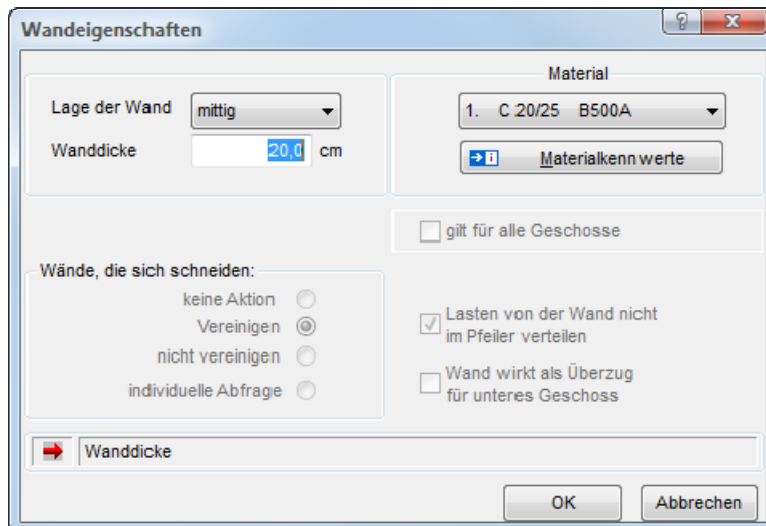 Wandeigenschaften
Lage der Wand mittig
Wanddicke 20,0 cm
Material
1. C 20/25 B500A
Materialkennwerte
gilt für alle Geschosse
Wände, die sich schneiden:
keine Aktion
Vereinigen
nicht vereinigen
individuelle Abfrage
Lasten von der Wand nicht
im Pfeiler verteilen
Wand wirkt als Überzug
für unteres Geschoss
Wanddicke
OK Abbrechen